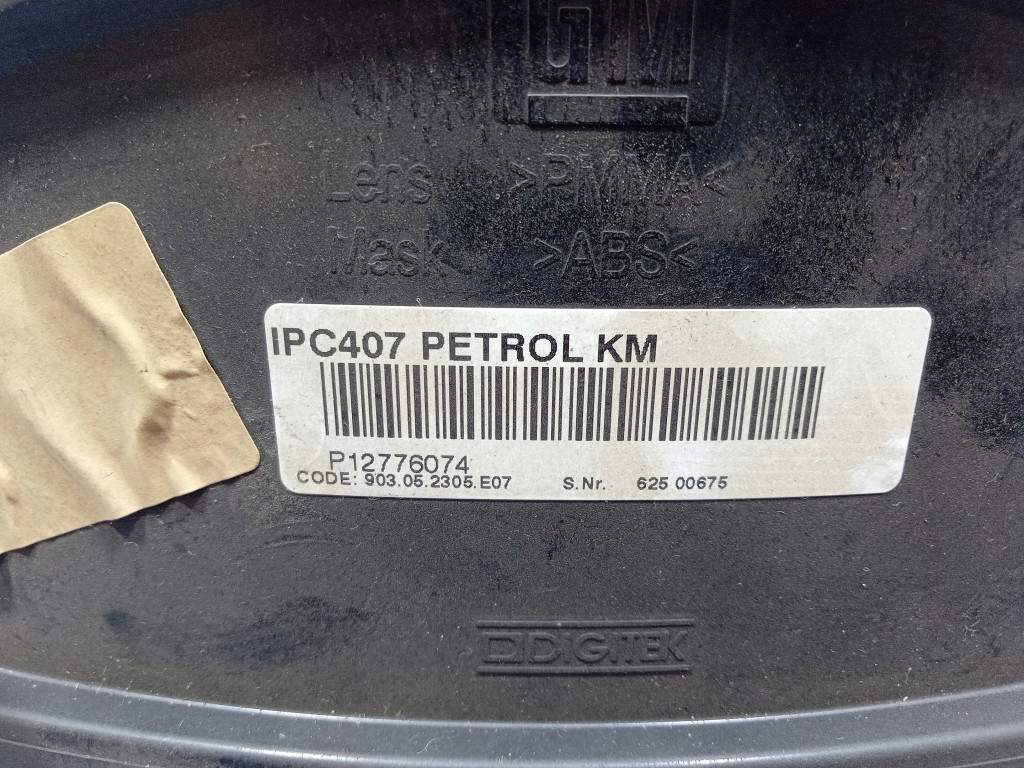 GM
Lens >PMMA<
Mask >ABS<
IPC407 PETROL KM
P12776074
CODE: 903.05.2305.E07 S.Nr. 625 00675
DIGITEK